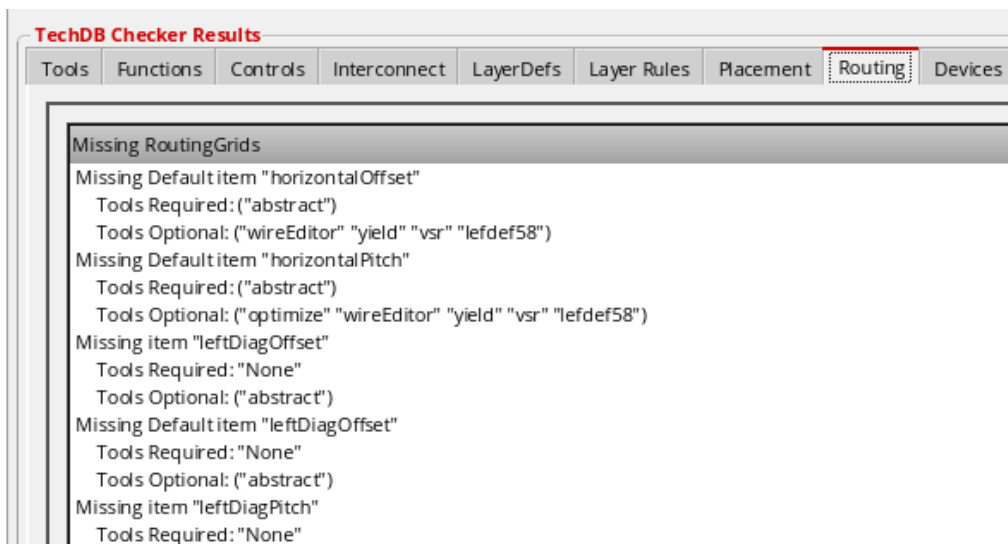 TechDB Checker Results
Tools Functions Controls Interconnect LayerDefs Layer Rules Placement Routing Devices
Missing RoutingGrids
Missing Default item "horizontalOffset"
Tools Required: ("abstract")
Tools Optional: ("wireEditor" "yield" "vsr" "lefdef58")
Missing Default item "horizontalPitch"
Tools Required: ("abstract")
Tools Optional: ("optimize" "wireEditor" "yield" "vsr" "lefdef58")
Missing item "leftDiagOffset"
Tools Required: "None"
Tools Optional: ("abstract")
Missing Default item "leftDiagOffset"
Tools Required: "None"
Tools Optional: ("abstract")
Missing item "leftDiagPitch"
Tools Required: "None"